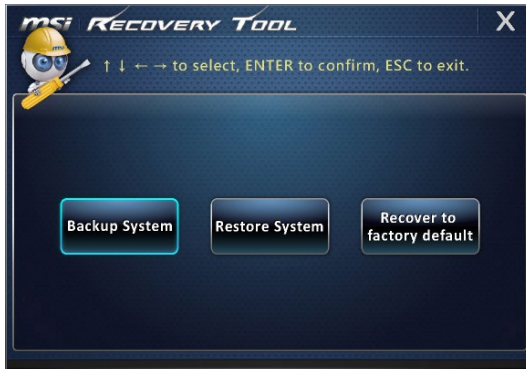 msi RECOVERY TOOL X
↑ ↓ ← → to select, ENTER to confirm, ESC to exit.
Backup System
Restore System
Recover to
factory default